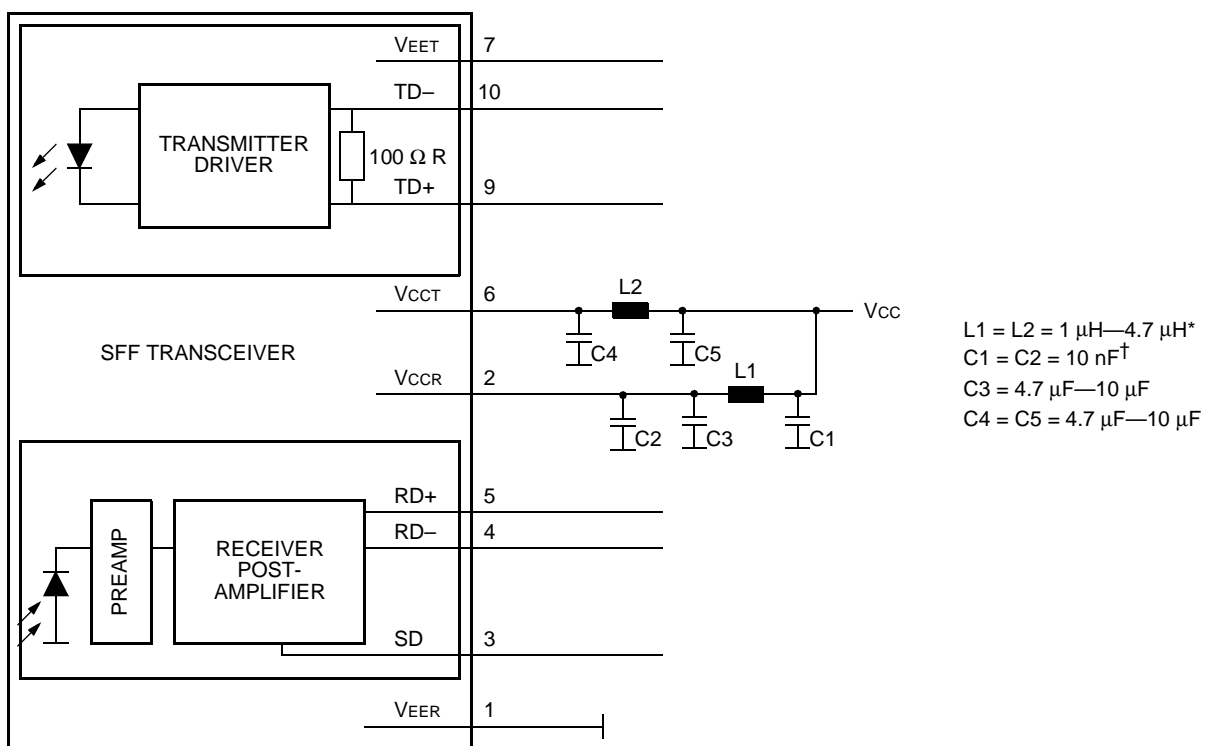 VEET 7
TD– 10
TRANSMITTER
DRIVER
100 Ω R
TD+ 9
VCCT 6
L2
VCC
C4
C5
SFF TRANSCEIVER
VCCR 2
L1
C2
C3
C1
L1 = L2 = 1 μH—4.7 μH*
C1 = C2 = 10 nF†
C3 = 4.7 μF—10 μF
C4 = C5 = 4.7 μF—10 μF
RD+ 5
RD– 4
PREAMP
RECEIVER
POST-
AMPLIFIER
SD 3
VEER 1